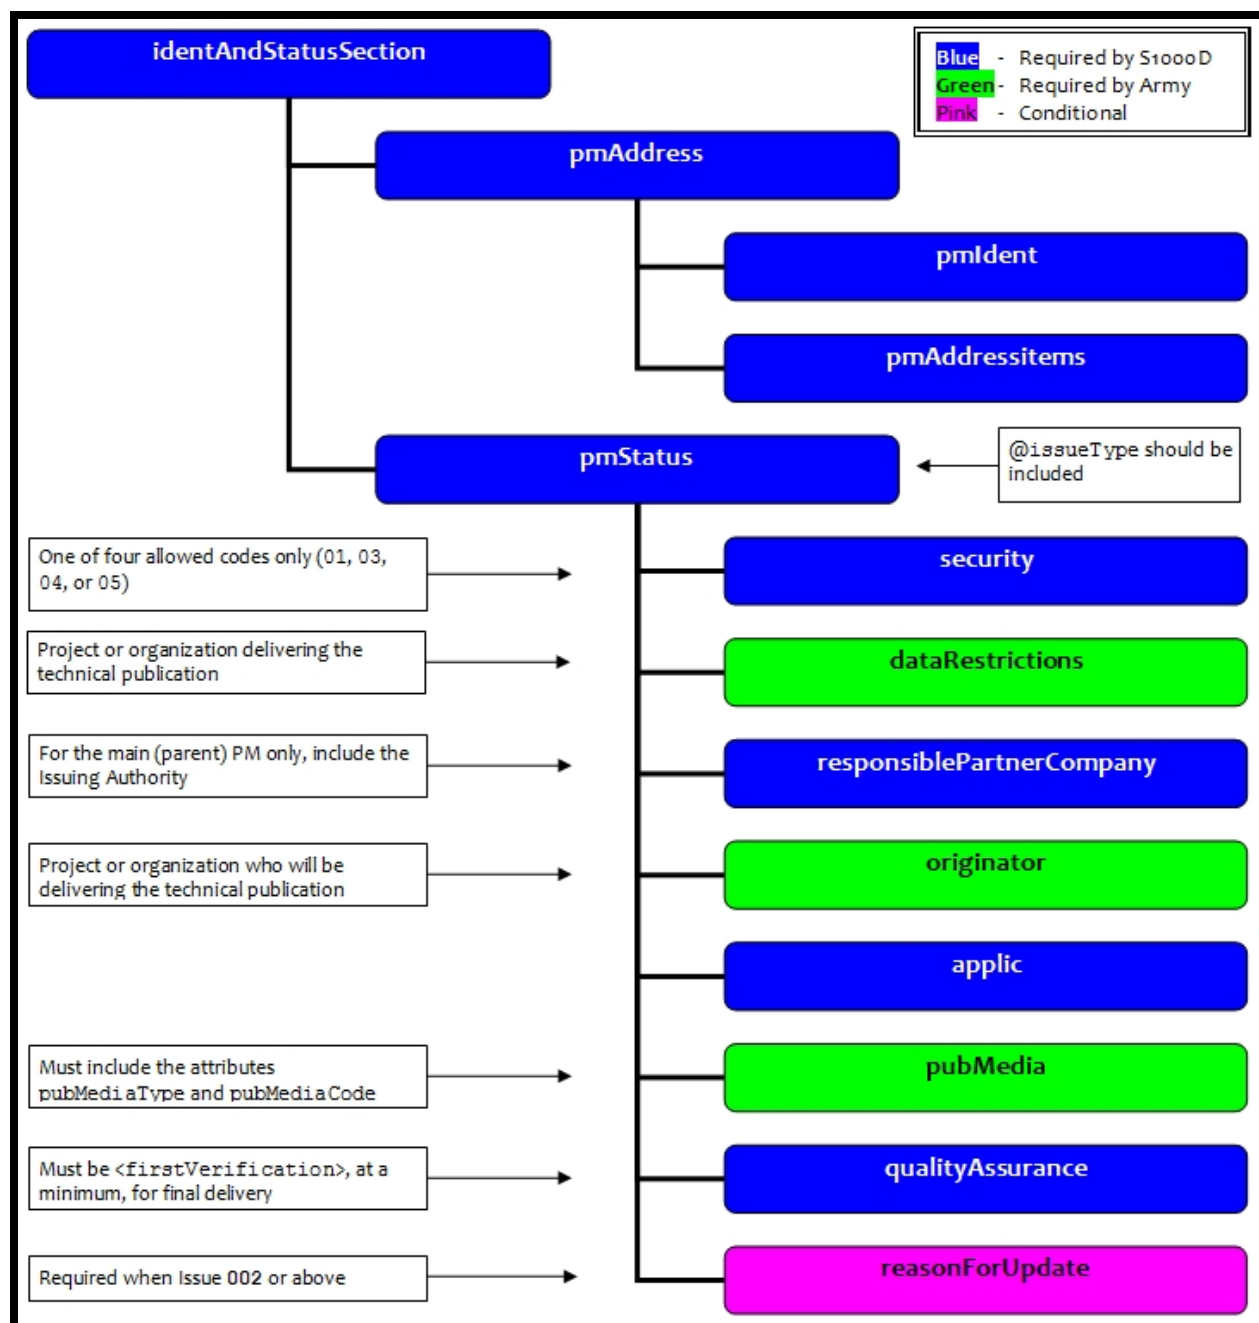 identAndStatusSection
Blue - Required by S1000D
Green - Required by Army
Pink - Conditional
pmAddress
pmIdent
pmAddressitems
pmStatus
@issueType should be
included
One of four allowed codes only (01, 03,
04, or 05)
security
Project or organization delivering the
technical publication
dataRestrictions
For the main (parent) PM only, include the
Issuing Authority
responsiblePartnerCompany
Project or organization who will be
delivering the technical publication
originator
applic
Must include the attributes
pubMediaType and pubMediaCode
pubMedia
Must be <firstVerification>, at a
minimum, for final delivery
qualityAssurance
Required when Issue 002 or above
reasonForUpdate